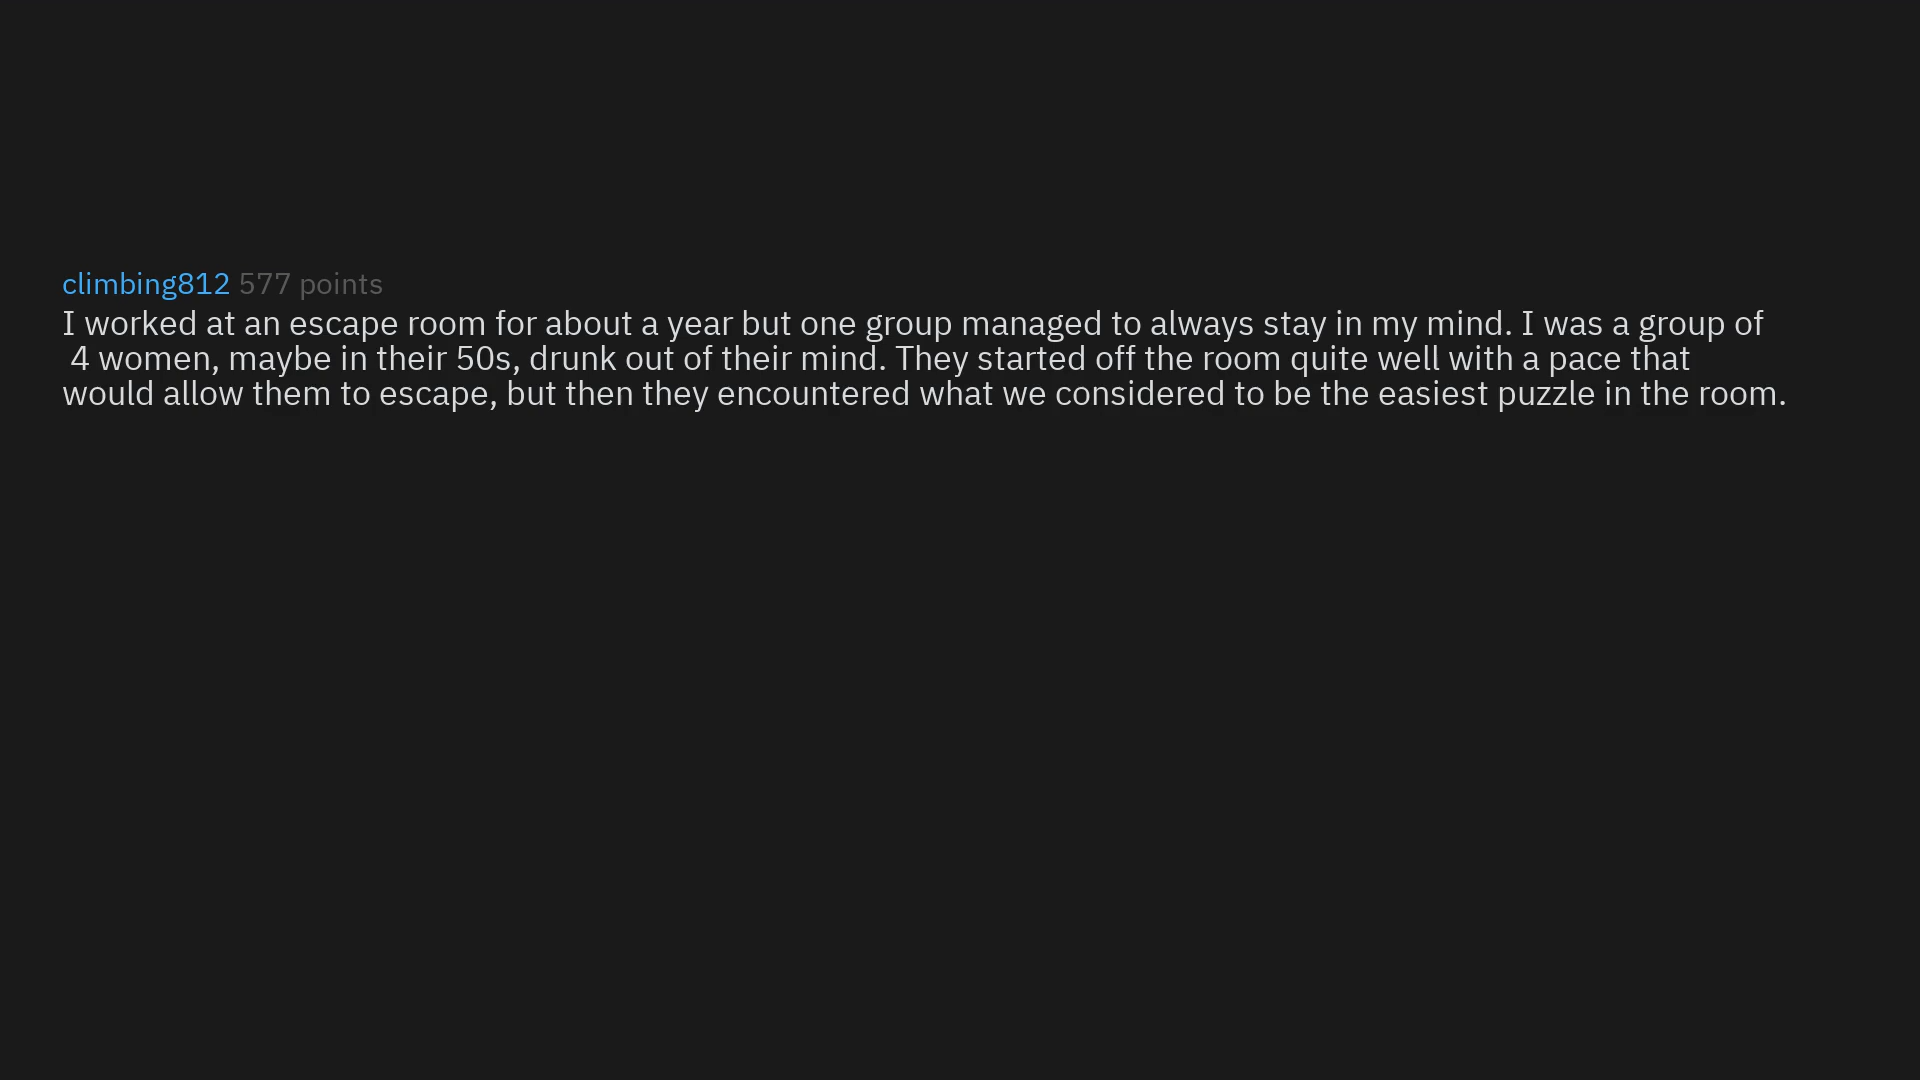 climbing812 577 points
I worked at an escape room for about a year but one group managed to always stay in my mind. I was a group of
4 women, maybe in their 50s, drunk out of their mind. They started off the room quite well with a pace that
would allow them to escape, but then they encountered what we considered to be the easiest puzzle in the room.